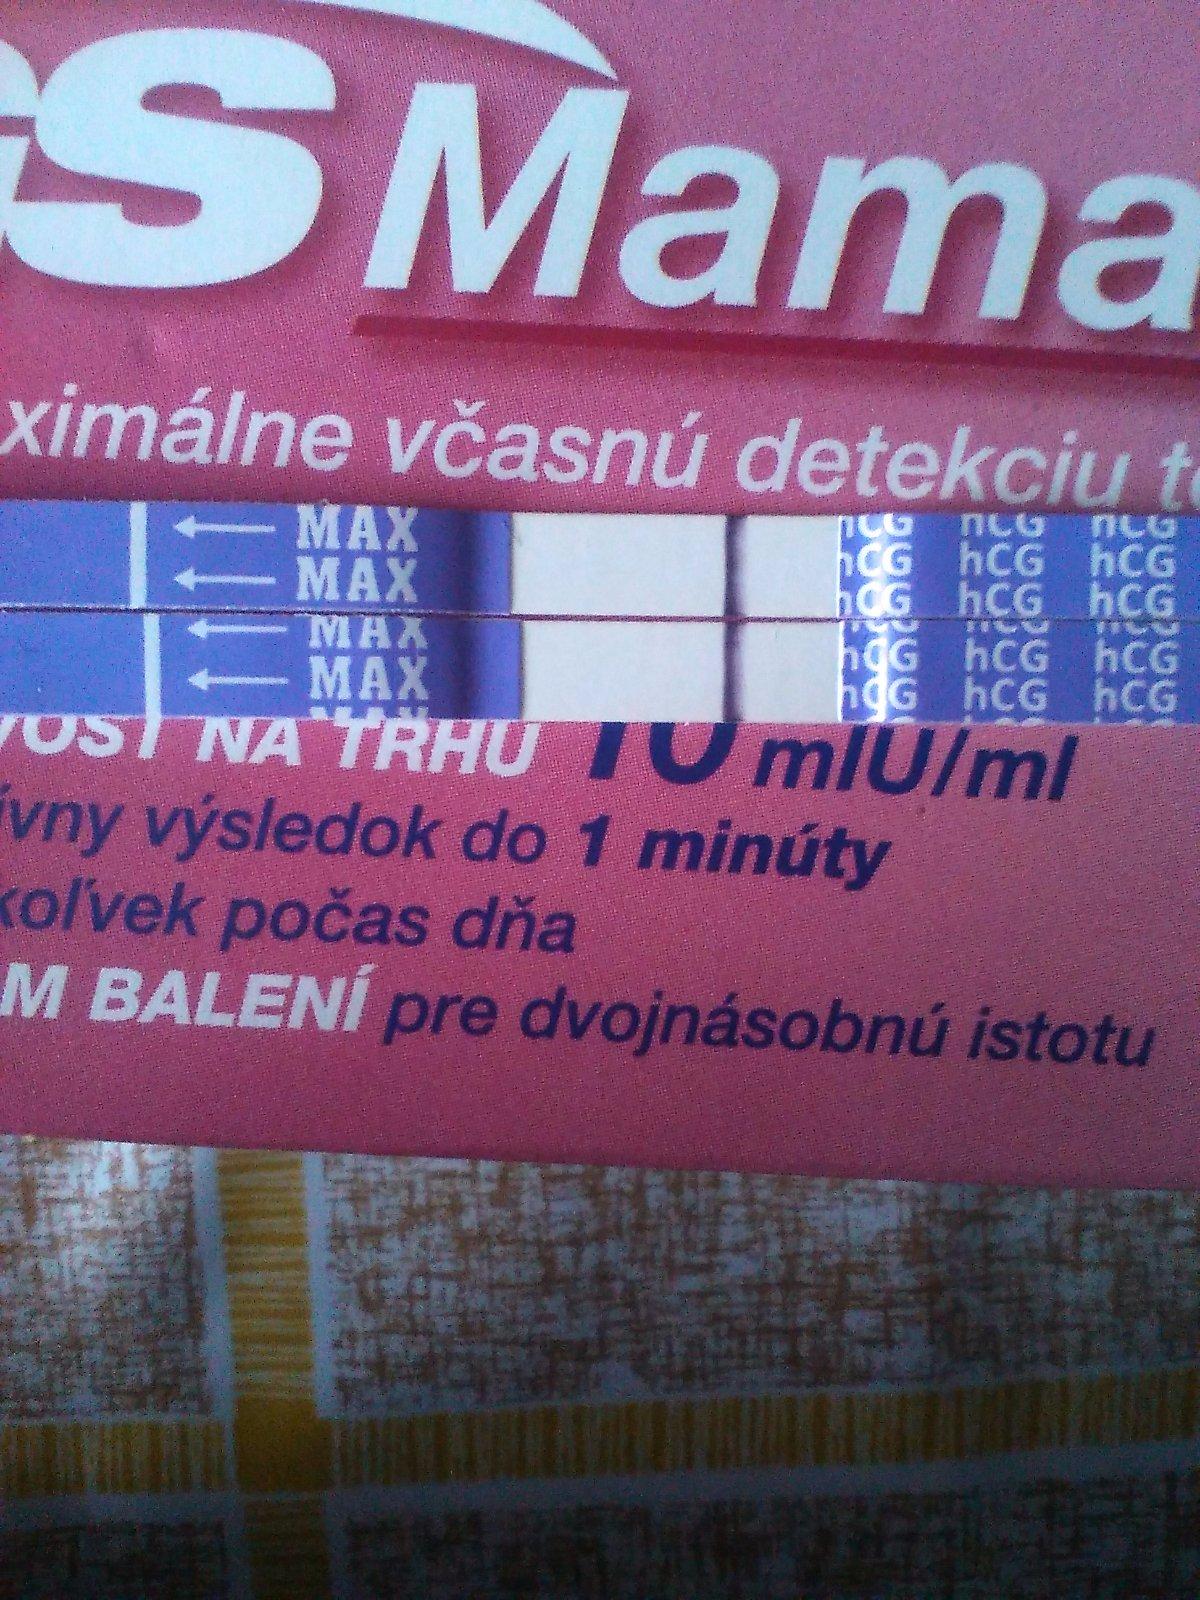 GS Mama
ximálne včasnú detekciu
MAX hCG hCG hCG
MAX hCG hCG hCG
hCG hCG hCG
MAX
MAX hCG hCG hCG
hCG hCG hCG
VOSŤ NA TRHU 10 mIU/ml
ívny výsledok do 1 minúty
koľvek počas dňa
M BALENÍ pre dvojnásobnú istotu